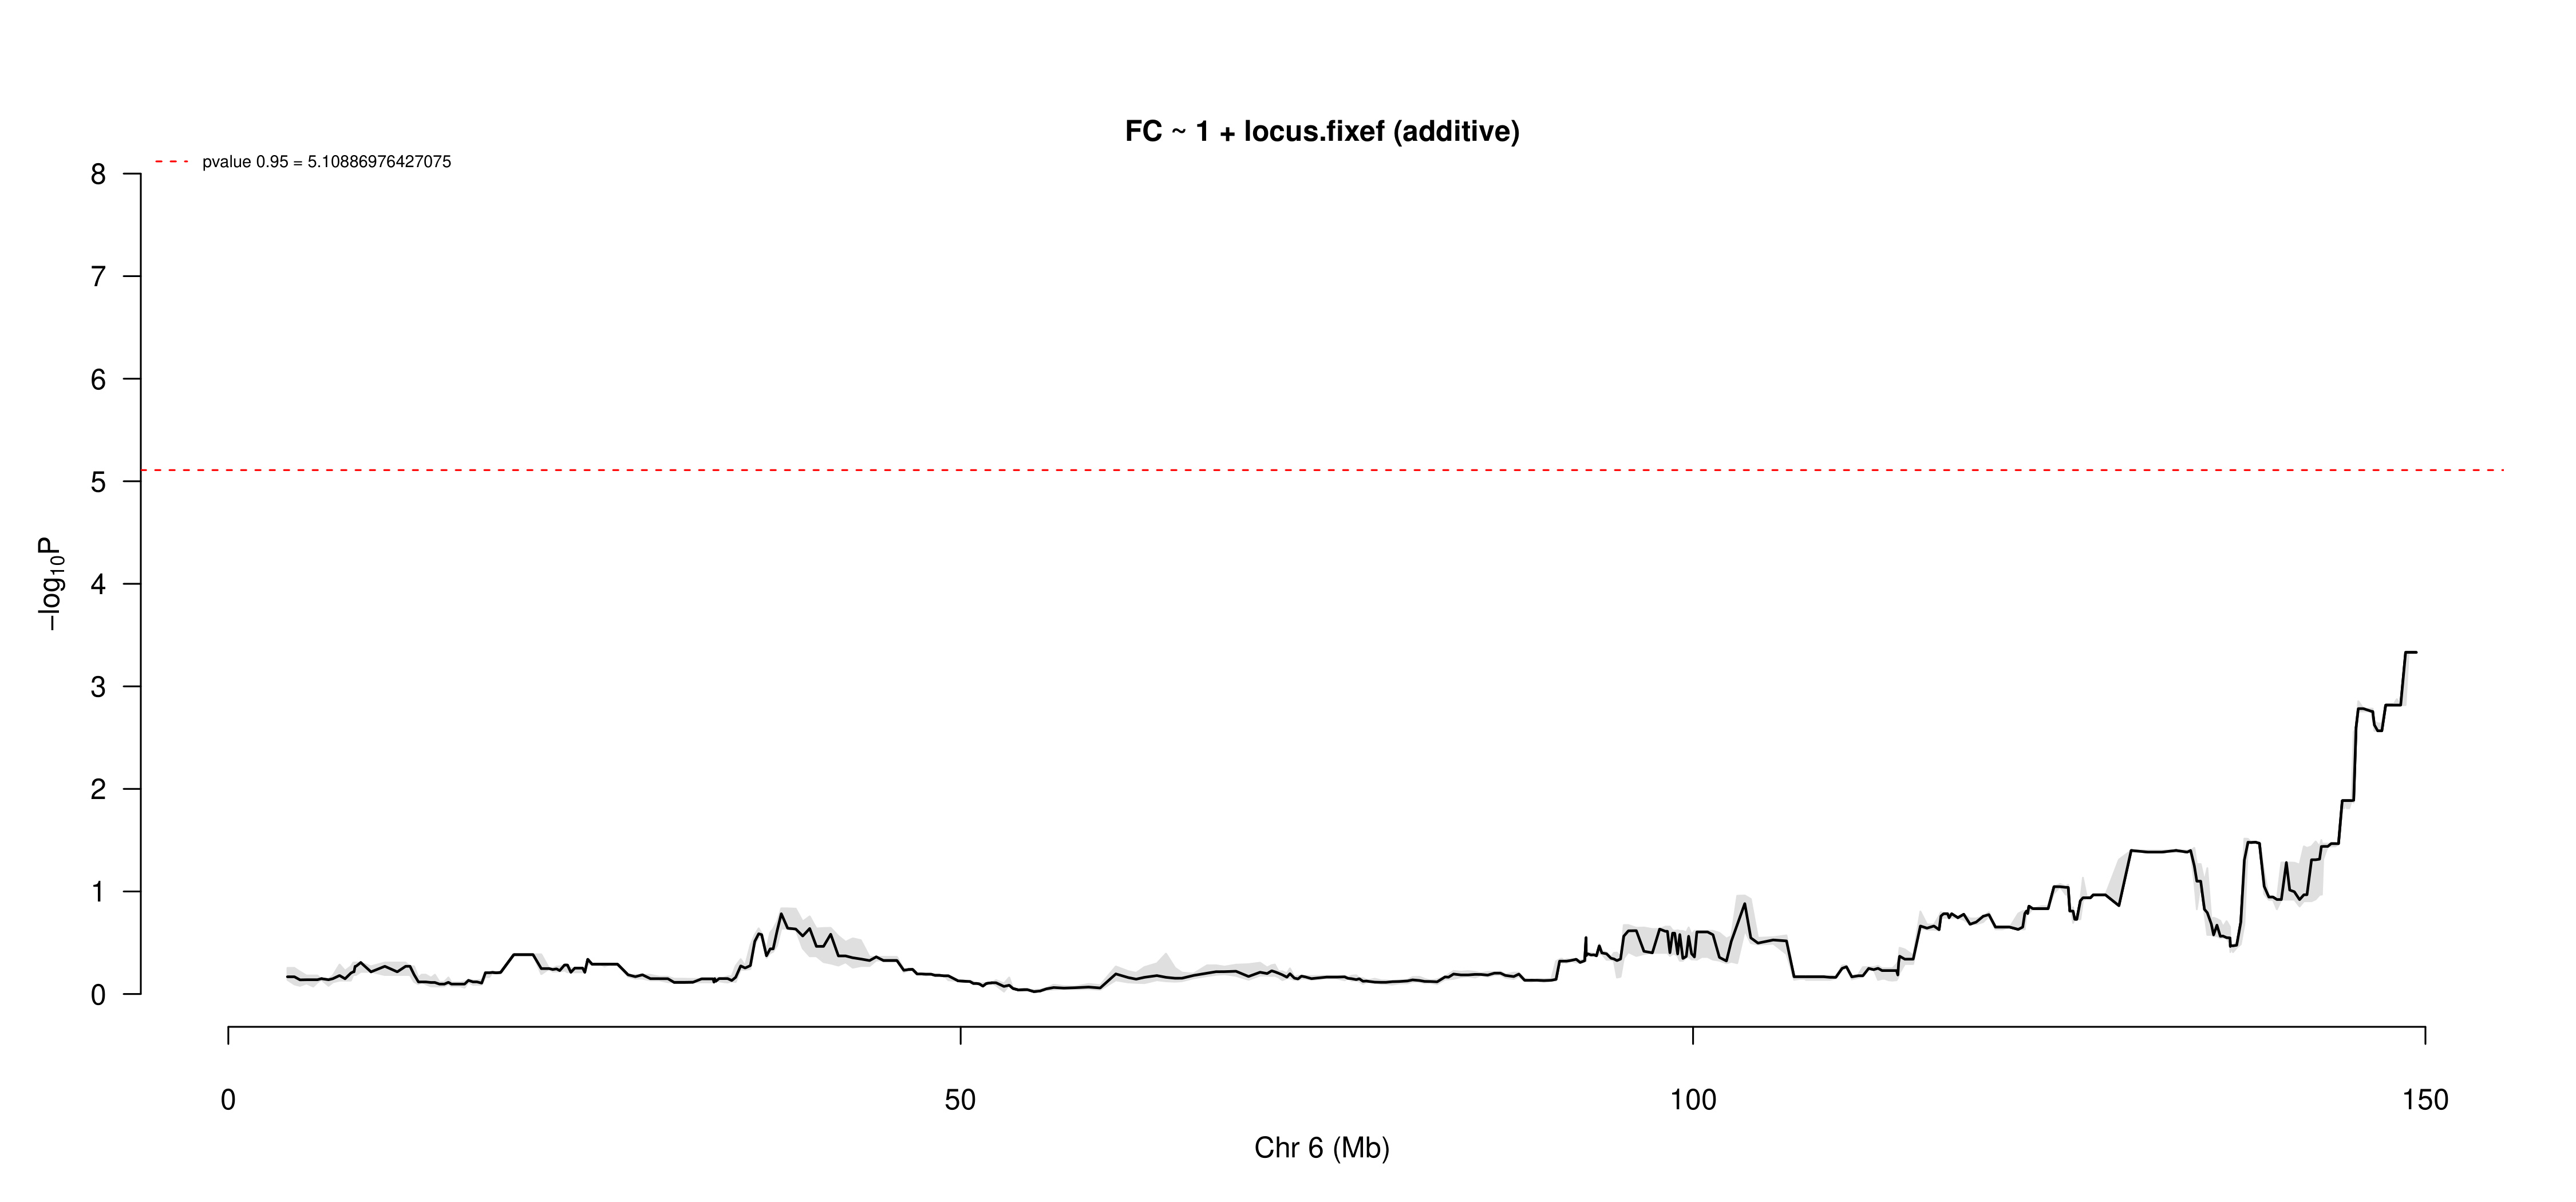 FC ~ 1 + locus.fixef (additive)
pvalue 0.95 = 5.10886976427075
8
7
6
5
4
3
2
1
0
−log10P
0 50 100 150
Chr 6 (Mb)